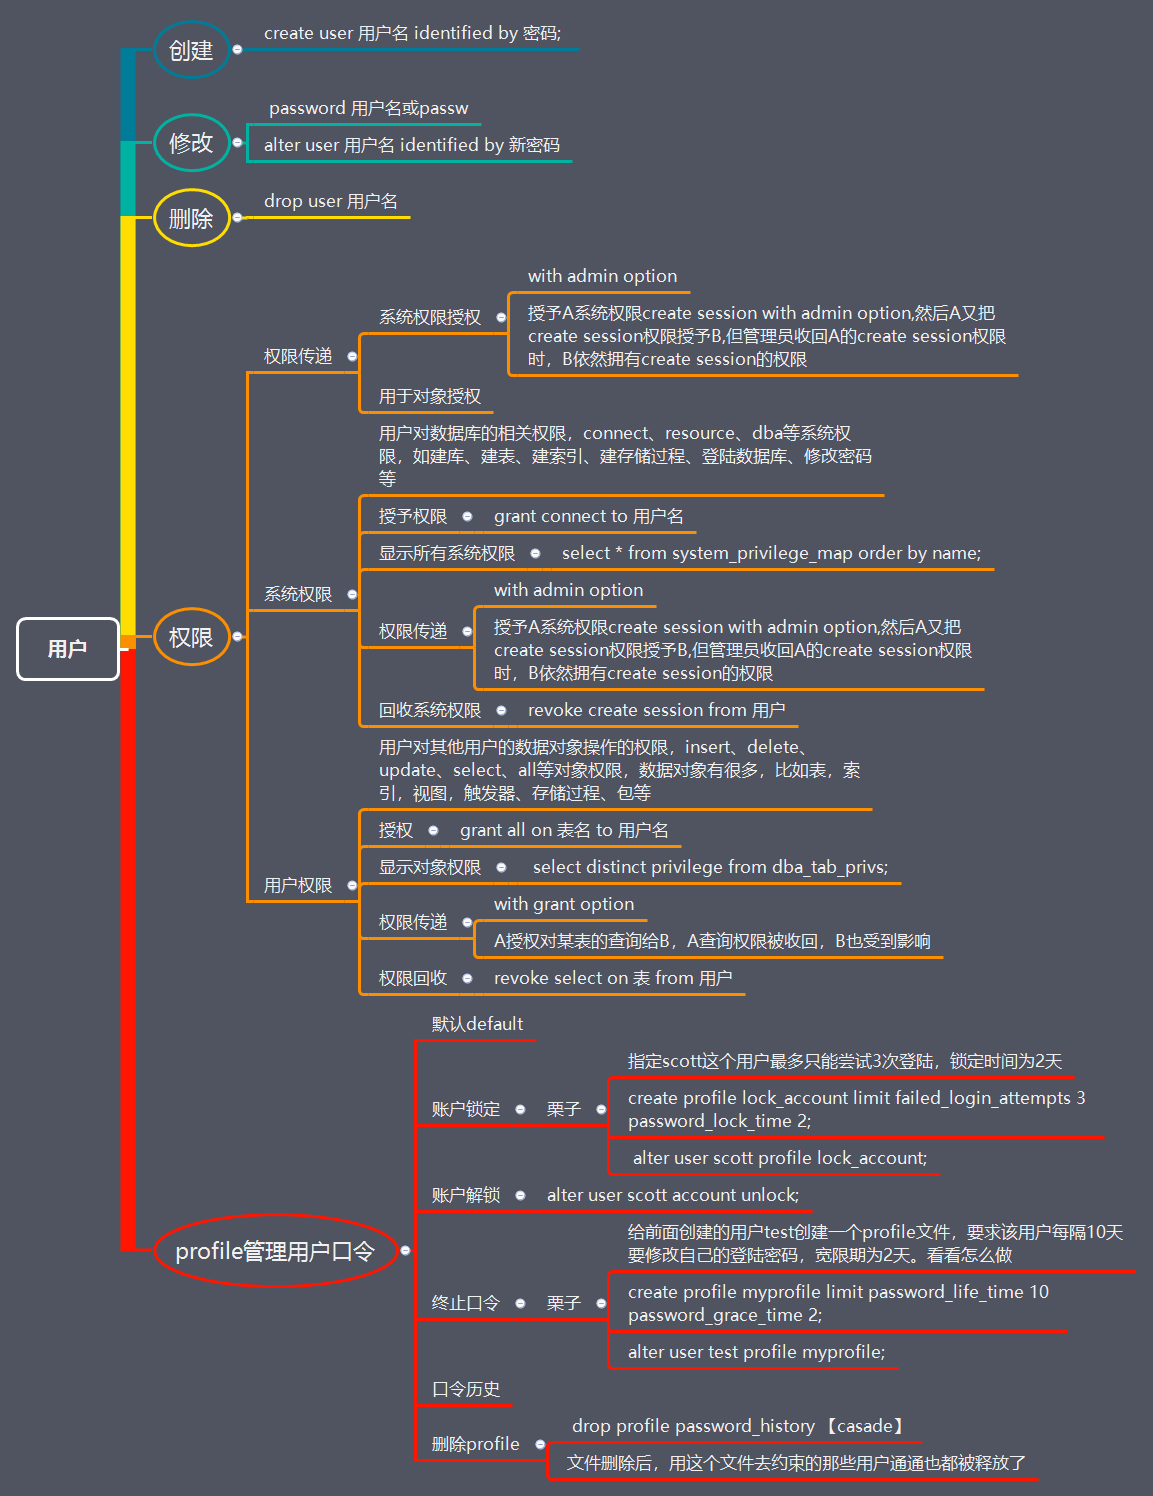 用户
创建
create user 用户名 identified by 密码;
修改
password 用户名或passw
alter user 用户名 identified by 新密码
删除
drop user 用户名
权限
权限传递
系统权限授权
with admin option
授予A系统权限create session with admin option,然后A又把
create session权限授予B,但管理员收回A的create session权限
时，B依然拥有create session的权限
用于对象授权
系统权限
用户对数据库的相关权限，connect、resource、dba等系统权
限，如建库、建表、建索引、建存储过程、登陆数据库、修改密码
等
授予权限
grant connect to 用户名
显示所有系统权限
select * from system_privilege_map order by name;
权限传递
with admin option
授予A系统权限create session with admin option,然后A又把
create session权限授予B,但管理员收回A的create session权限
时，B依然拥有create session的权限
回收系统权限
revoke create session from 用户
用户权限
用户对其他用户的数据对象操作的权限，insert、delete、
update、select、all等对象权限，数据对象有很多，比如表，索
引，视图，触发器、存储过程、包等
授权
grant all on 表名 to 用户名
显示对象权限
select distinct privilege from dba_tab_privs;
权限传递
with grant option
A授权对某表的查询给B，A查询权限被收回，B也受到影响
权限回收
revoke select on 表 from 用户
profile管理用户口令
默认default
账户锁定
栗子
指定scott这个用户最多只能尝试3次登陆，锁定时间为2天
create profile lock_account limit failed_login_attempts 3
password_lock_time 2;
alter user scott profile lock_account;
账户解锁
alter user scott account unlock;
终止口令
栗子
给前面创建的用户test创建一个profile文件，要求该用户每隔10天
要修改自己的登陆密码，宽限期为2天。看看怎么做
create profile myprofile limit password_life_time 10
password_grace_time 2;
alter user test profile myprofile;
口令历史
删除profile
drop profile password_history 【casade】
文件删除后，用这个文件去约束的那些用户通通也都被释放了